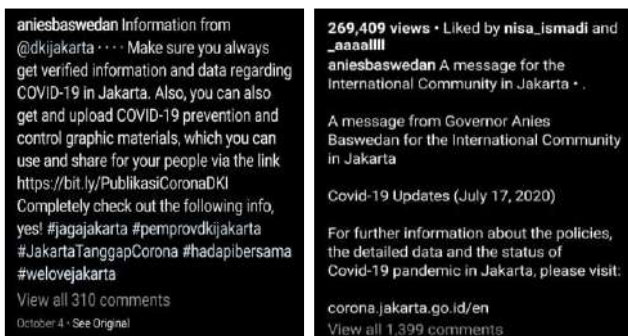 aniesbaswedan Information from
@dkijakarta · · · · Make sure you always
get verified information and data regarding
COVID-19 in Jakarta. Also, you can also
get and upload COVID-19 prevention and
control graphic materials, which you can
use and share for your people via the link
https://bit.ly/PublikasiCoronaDKI
Completely check out the following info,
yes! #jagajakarta #pemprovdkijakarta
#JakartaTanggapCorona #hadapibersama
#welovejakarta
View all 310 comments
October 4 · See Original
269,409 views · Liked by nisa_ismadi and
_aaaallll
aniesbaswedan A message for the
International Community in Jakarta • .
A message from Governor Anies
Baswedan for the International Community
in Jakarta
Covid-19 Updates (July 17, 2020)
For further information about the policies,
the detailed data and the status of
Covid-19 pandemic in Jakarta, please visit:
corona.jakarta.go.id/en
View all 1,399 comments